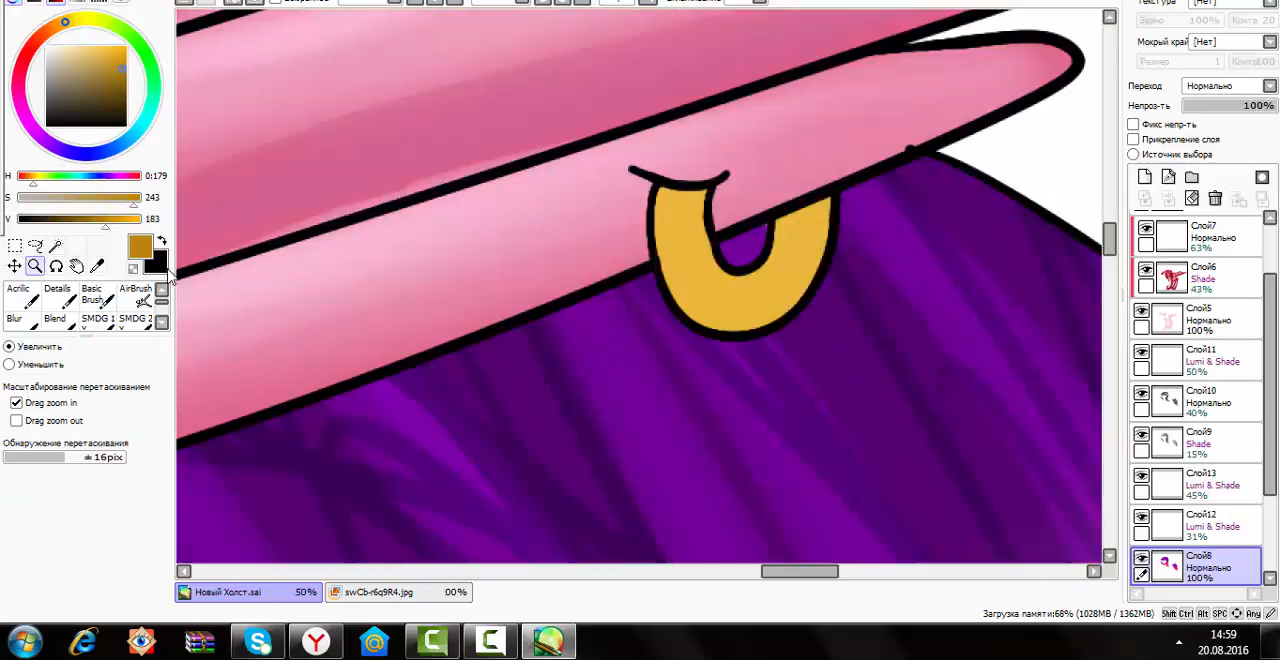 Текстура [Нет]
Зерно 100% Контр 20
Мокрый край [Нет]
Размер 1 Контр 100
Переход Нормально
Непроз-ть 100%
Фикс непр-ть
Прикрепление слоя
Источник выбора
H 0:179
S 243
V 183
Acrilic Details Basic Brush AirBrush
Blur Blend SMDG 1 SMDG 2
Увеличить
Уменьшить
Масштабирование перетаскиванием
Drag zoom in
Drag zoom out
Обнаружение перетаскивания
±16pix
Слой7
Нормально
63%
Слой6
Shade
43%
Слой5
Нормально
100%
Слой11
Lumi & Shade
50%
Слой10
Нормально
40%
Слой9
Shade
15%
Слой13
Lumi & Shade
45%
Слой12
Lumi & Shade
31%
Слой8
Нормально
100%
Новый Холст.sai 50% swCb-r6q9R4.jpg 00%
Загрузка памяти:68% (1028MB / 1362MB) Shift Ctrl Alt SPC Any
14:59
20.08.2016